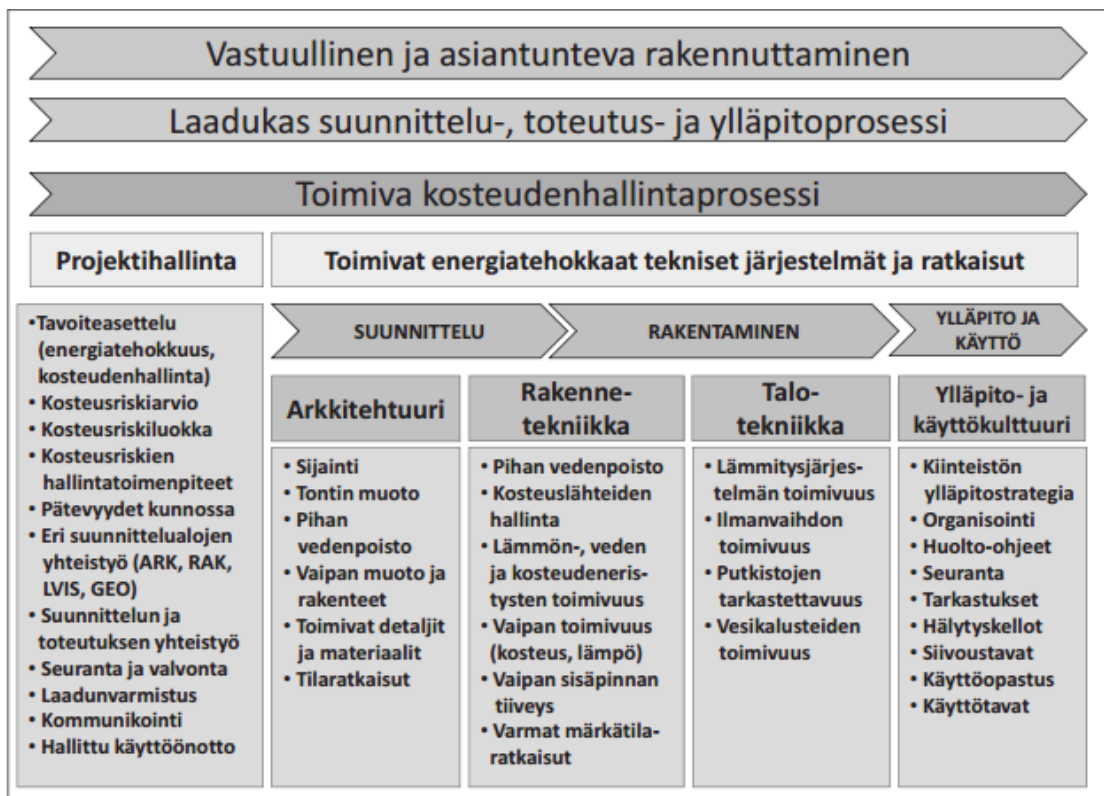 Vastuullinen ja asiantunteva rakennuttaminen
Laadukas suunnittelu-, toteutus- ja ylläpitoprosessi
Toimiva kosteudenhallintaprosessi
Projektihallinta
Toimivat energiatehokkaat tekniset järjestelmät ja ratkaisut
•Tavoiteasettelu
(energiatehokkuus,
kosteudenhallinta)
• Kosteusriskiarvio
• Kosteusriskiluokka
• Kosteusriskien
hallintatoimenpiteet
• Pätevyydet kunnossa
• Eri suunnittelualojen
yhteistyö (ARK, RAK,
LVIS, GEO)
• Suunnittelun ja
toteutuksen yhteistyö
• Seuranta ja valvonta
• Laadunvarmistus
• Kommunikointi
• Hallittu käyttöönotto
SUUNNITTELU
RAKENTAMINEN
YLLÄPITO JA
KÄYTTÖ
Arkkitehtuuri
• Sijainti
• Tontin muoto
• Pihan
vedenpoisto
• Vaipan muoto ja
rakenteet
• Toimivat detaljit
ja materiaalit
• Tilaratkaisut
Rakenne-
tekniikka
• Pihan vedenpoisto
• Kosteuslähteiden
hallinta
• Lämmön-, veden
ja kosteudeneris-
tysten toimivuus
• Vaipan toimivuus
(kosteus, lämpö)
• Vaipan sisäpinnan
tiiveys
• Varmat märkätila-
ratkaisut
Talo-
tekniikka
• Lämmitysjärjes-
telmän toimivuus
• Ilmanvaihdon
toimivuus
• Putkistojen
tarkastettavuus
• Vesikalusteiden
toimivuus
Ylläpito- ja
käyttökulttuuri
• Kiinteistön
ylläpitostrategia
• Organisointi
• Huolto-ohjeet
• Seuranta
• Tarkastukset
• Hälytyskellot
• Siivoustavat
• Käyttöopastus
• Käyttötavat